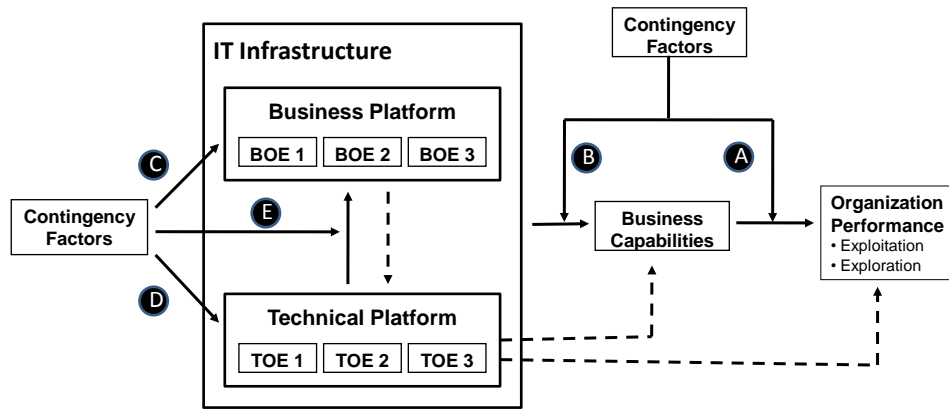 Contingency
Factors
IT Infrastructure
Business Platform
BOE 1
BOE 2
BOE 3
C
B
A
E
Contingency
Factors
Business
Capabilities
Organization
Performance
• Exploitation
• Exploration
D
Technical Platform
TOE 1
TOE 2
TOE 3